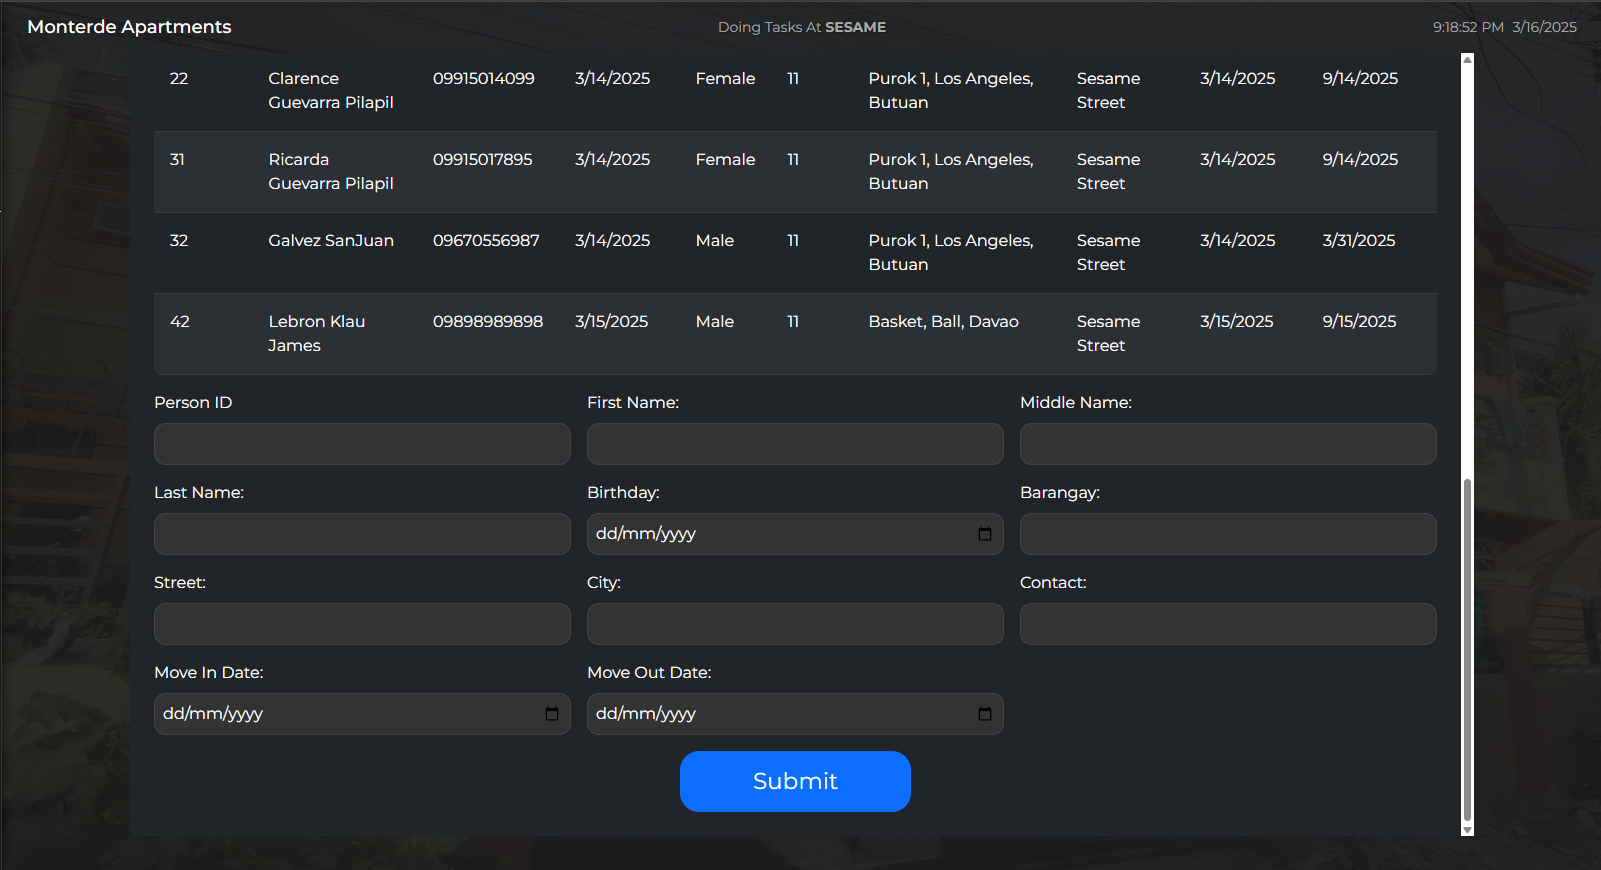 Monterde Apartments Doing Tasks At SESAME 9:18:52 PM 3/16/2025
22 Clarence 09915014099 3/14/2025 Female 11 Purok 1, Los Angeles, Sesame 3/14/2025 9/14/2025
Guevarra Pilapil Butuan Street
31 Ricarda 09915017895 3/14/2025 Female 11 Purok 1, Los Angeles, Sesame 3/14/2025 9/14/2025
Guevarra Pilapil Butuan Street
32 Galvez SanJuan 09670556987 3/14/2025 Male 11 Purok 1, Los Angeles, Sesame 3/14/2025 3/31/2025
Butuan Street
42 Lebron Klau 09898989898 3/15/2025 Male 11 Basket, Ball, Davao Sesame 3/15/2025 9/15/2025
James Street
Person ID First Name: Middle Name:
Last Name: Birthday: Barangay:
dd/mm/yyyy
Street: City: Contact:
Move In Date: Move Out Date:
dd/mm/yyyy dd/mm/yyyy
Submit